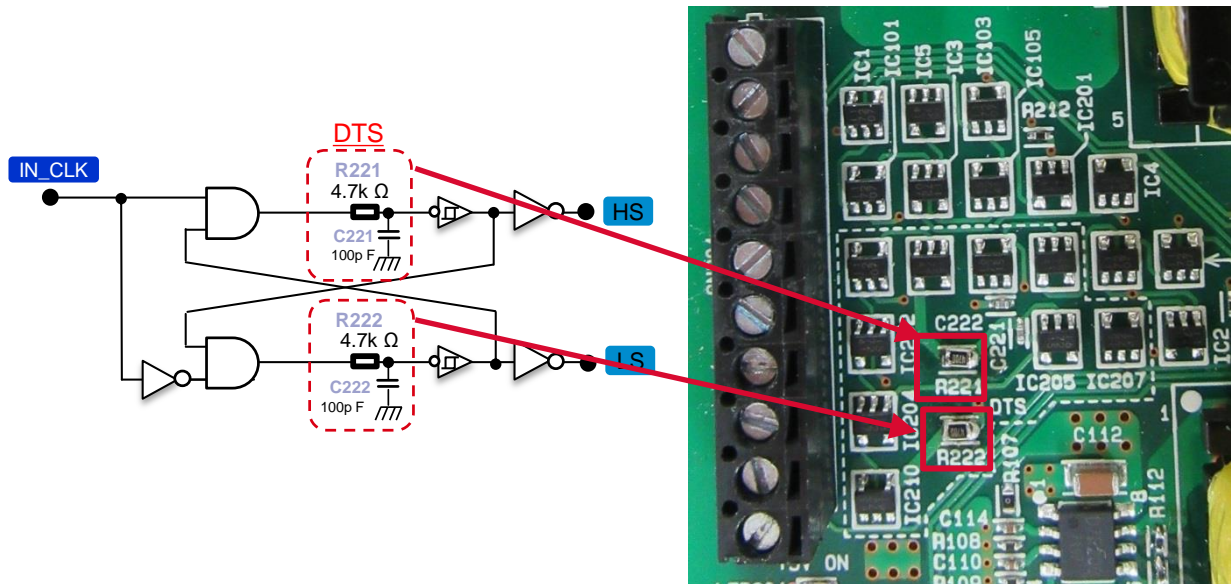 DTS
IN_CLK
R221
4.7k Ω
C221
100p F
HS
R222
4.7k Ω
C222
100p F
LS
IC1
IC101
IC5
IC3
IC103
IC105
R212
IC201
5
IC4
C222
C221
R221
IC205
IC207
IC2
IC204
DTS
R222
R107
1
C112
IC210
1
8
R112
C114
R108
C110
R109
ON